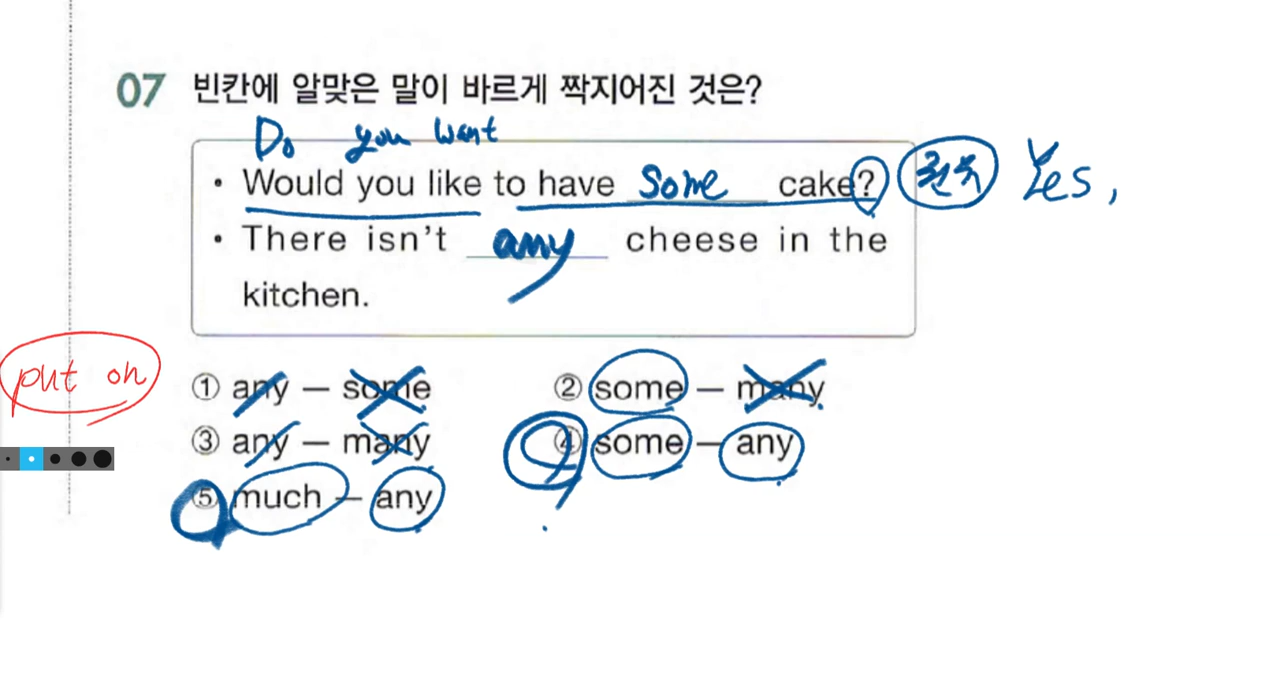 07 빈칸에 알맞은 말이 바르게 짝지어진 것은?
Do you want
• Would you like to have some cake? 권유 Yes,
• There isn't any cheese in the
kitchen.
put on
① any – some ② some – many
③ any – many ④ some – any
⑤ much – any